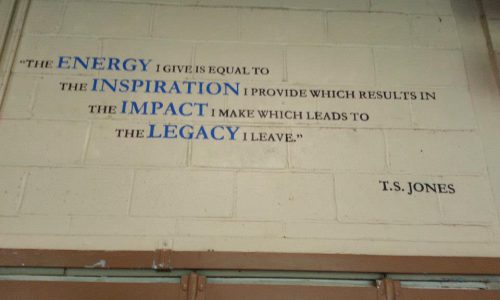 "THE ENERGY I GIVE IS EQUAL TO
THE INSPIRATION I PROVIDE WHICH RESULTS IN
THE IMPACT I MAKE WHICH LEADS TO
THE LEGACY I LEAVE."
T.S. JONES